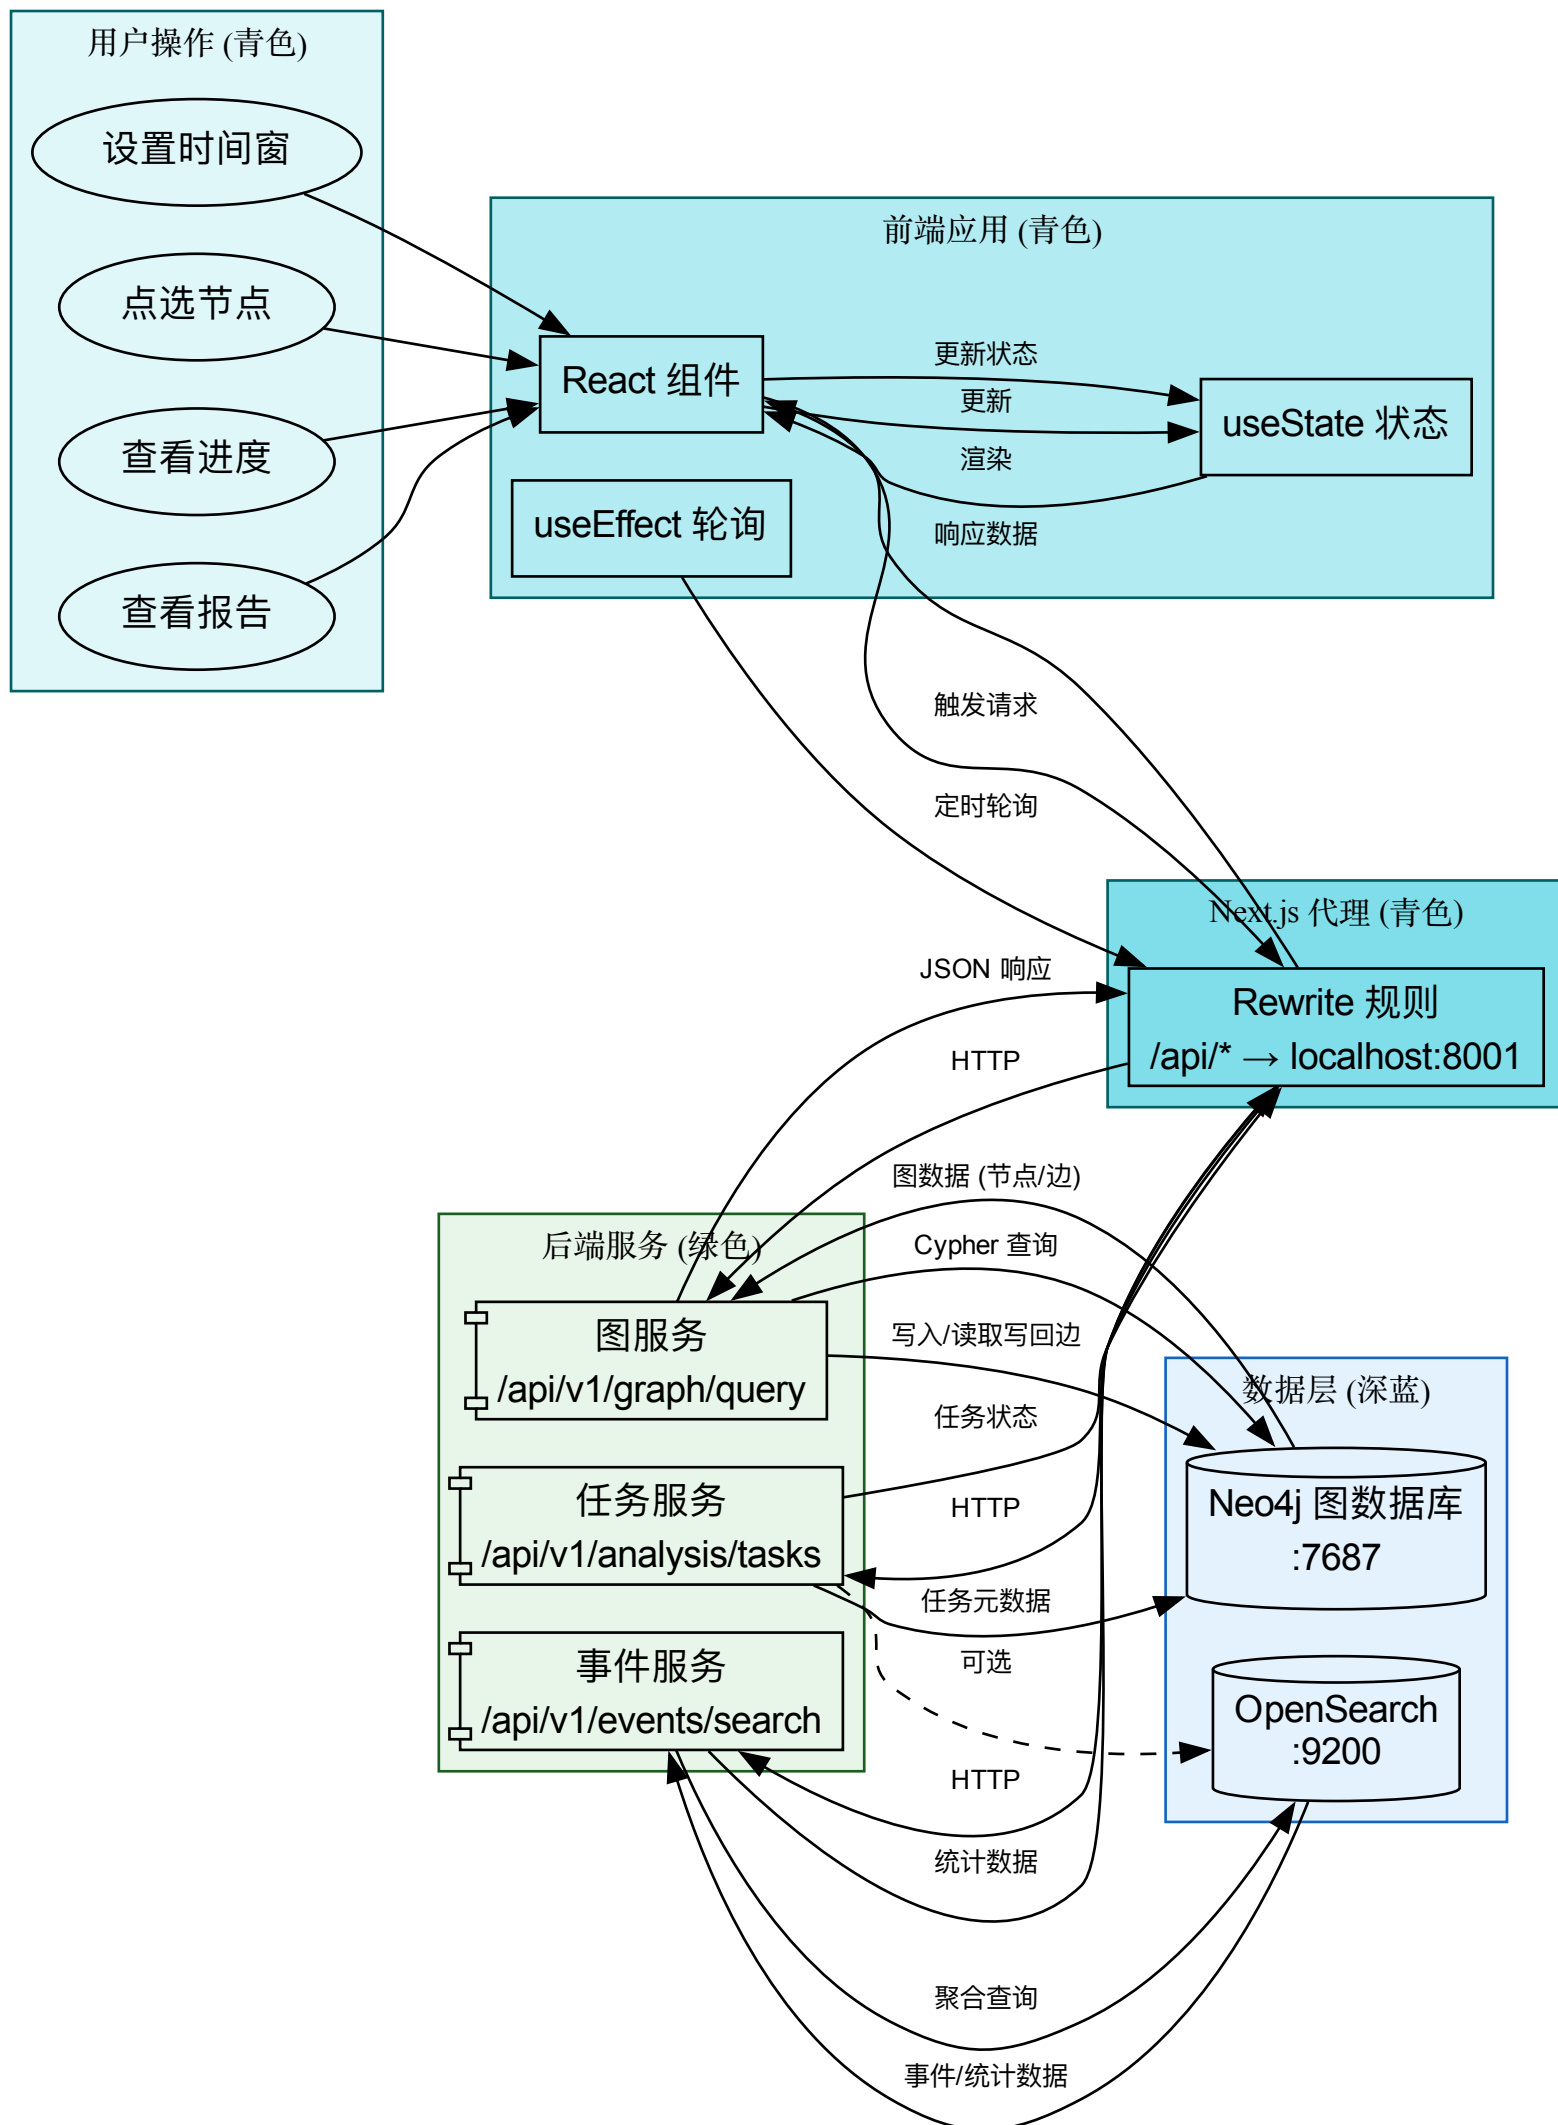 用户操作 (青色)
设置时间窗
点选节点
查看进度
查看报告
前端应用 (青色)
React 组件
useEffect 轮询
更新状态
更新
渲染
响应数据
useState 状态
触发请求
定时轮询
Next.js 代理 (青色)
Rewrite 规则
/api/* → localhost:8001
JSON 响应
HTTP
图数据 (节点/边)
Cypher 查询
后端服务 (绿色)
图服务
/api/v1/graph/query
写入/读取写回边
任务状态
任务服务
/api/v1/analysis/tasks
HTTP
任务元数据
可选
事件服务
/api/v1/events/search
HTTP
统计数据
数据层 (深蓝)
Neo4j 图数据库
:7687
OpenSearch
:9200
聚合查询
事件/统计数据